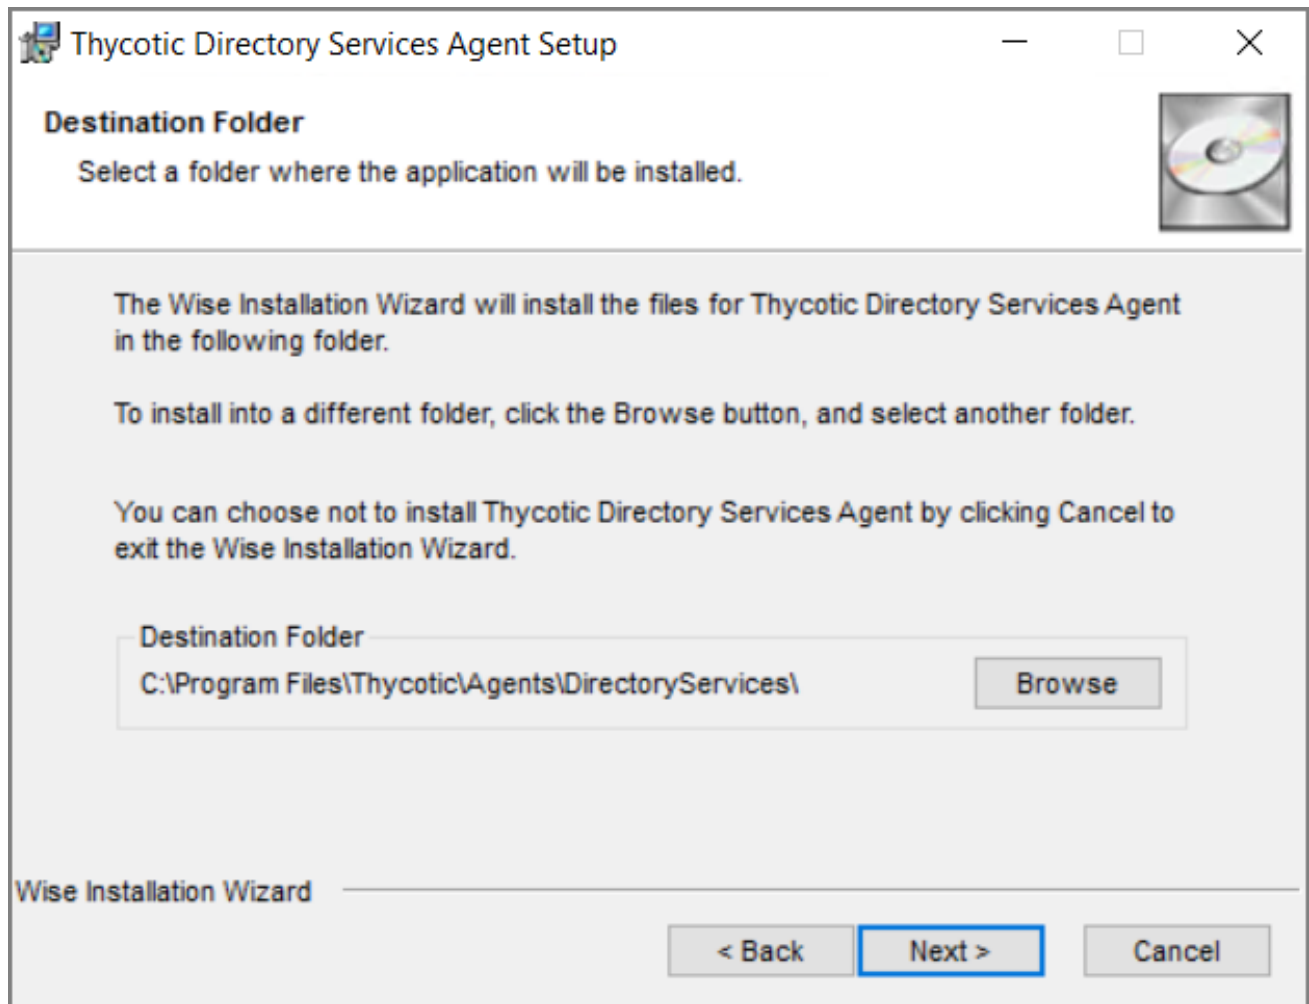 Thycotic Directory Services Agent Setup
Destination Folder
Select a folder where the application will be installed.
The Wise Installation Wizard will install the files for Thycotic Directory Services Agent
in the following folder.
To install into a different folder, click the Browse button, and select another folder.
You can choose not to install Thycotic Directory Services Agent by clicking Cancel to
exit the Wise Installation Wizard.
Destination Folder
C:\Program Files\Thycotic\Agents\DirectoryServices\
Browse
Wise Installation Wizard
< Back
Next >
Cancel